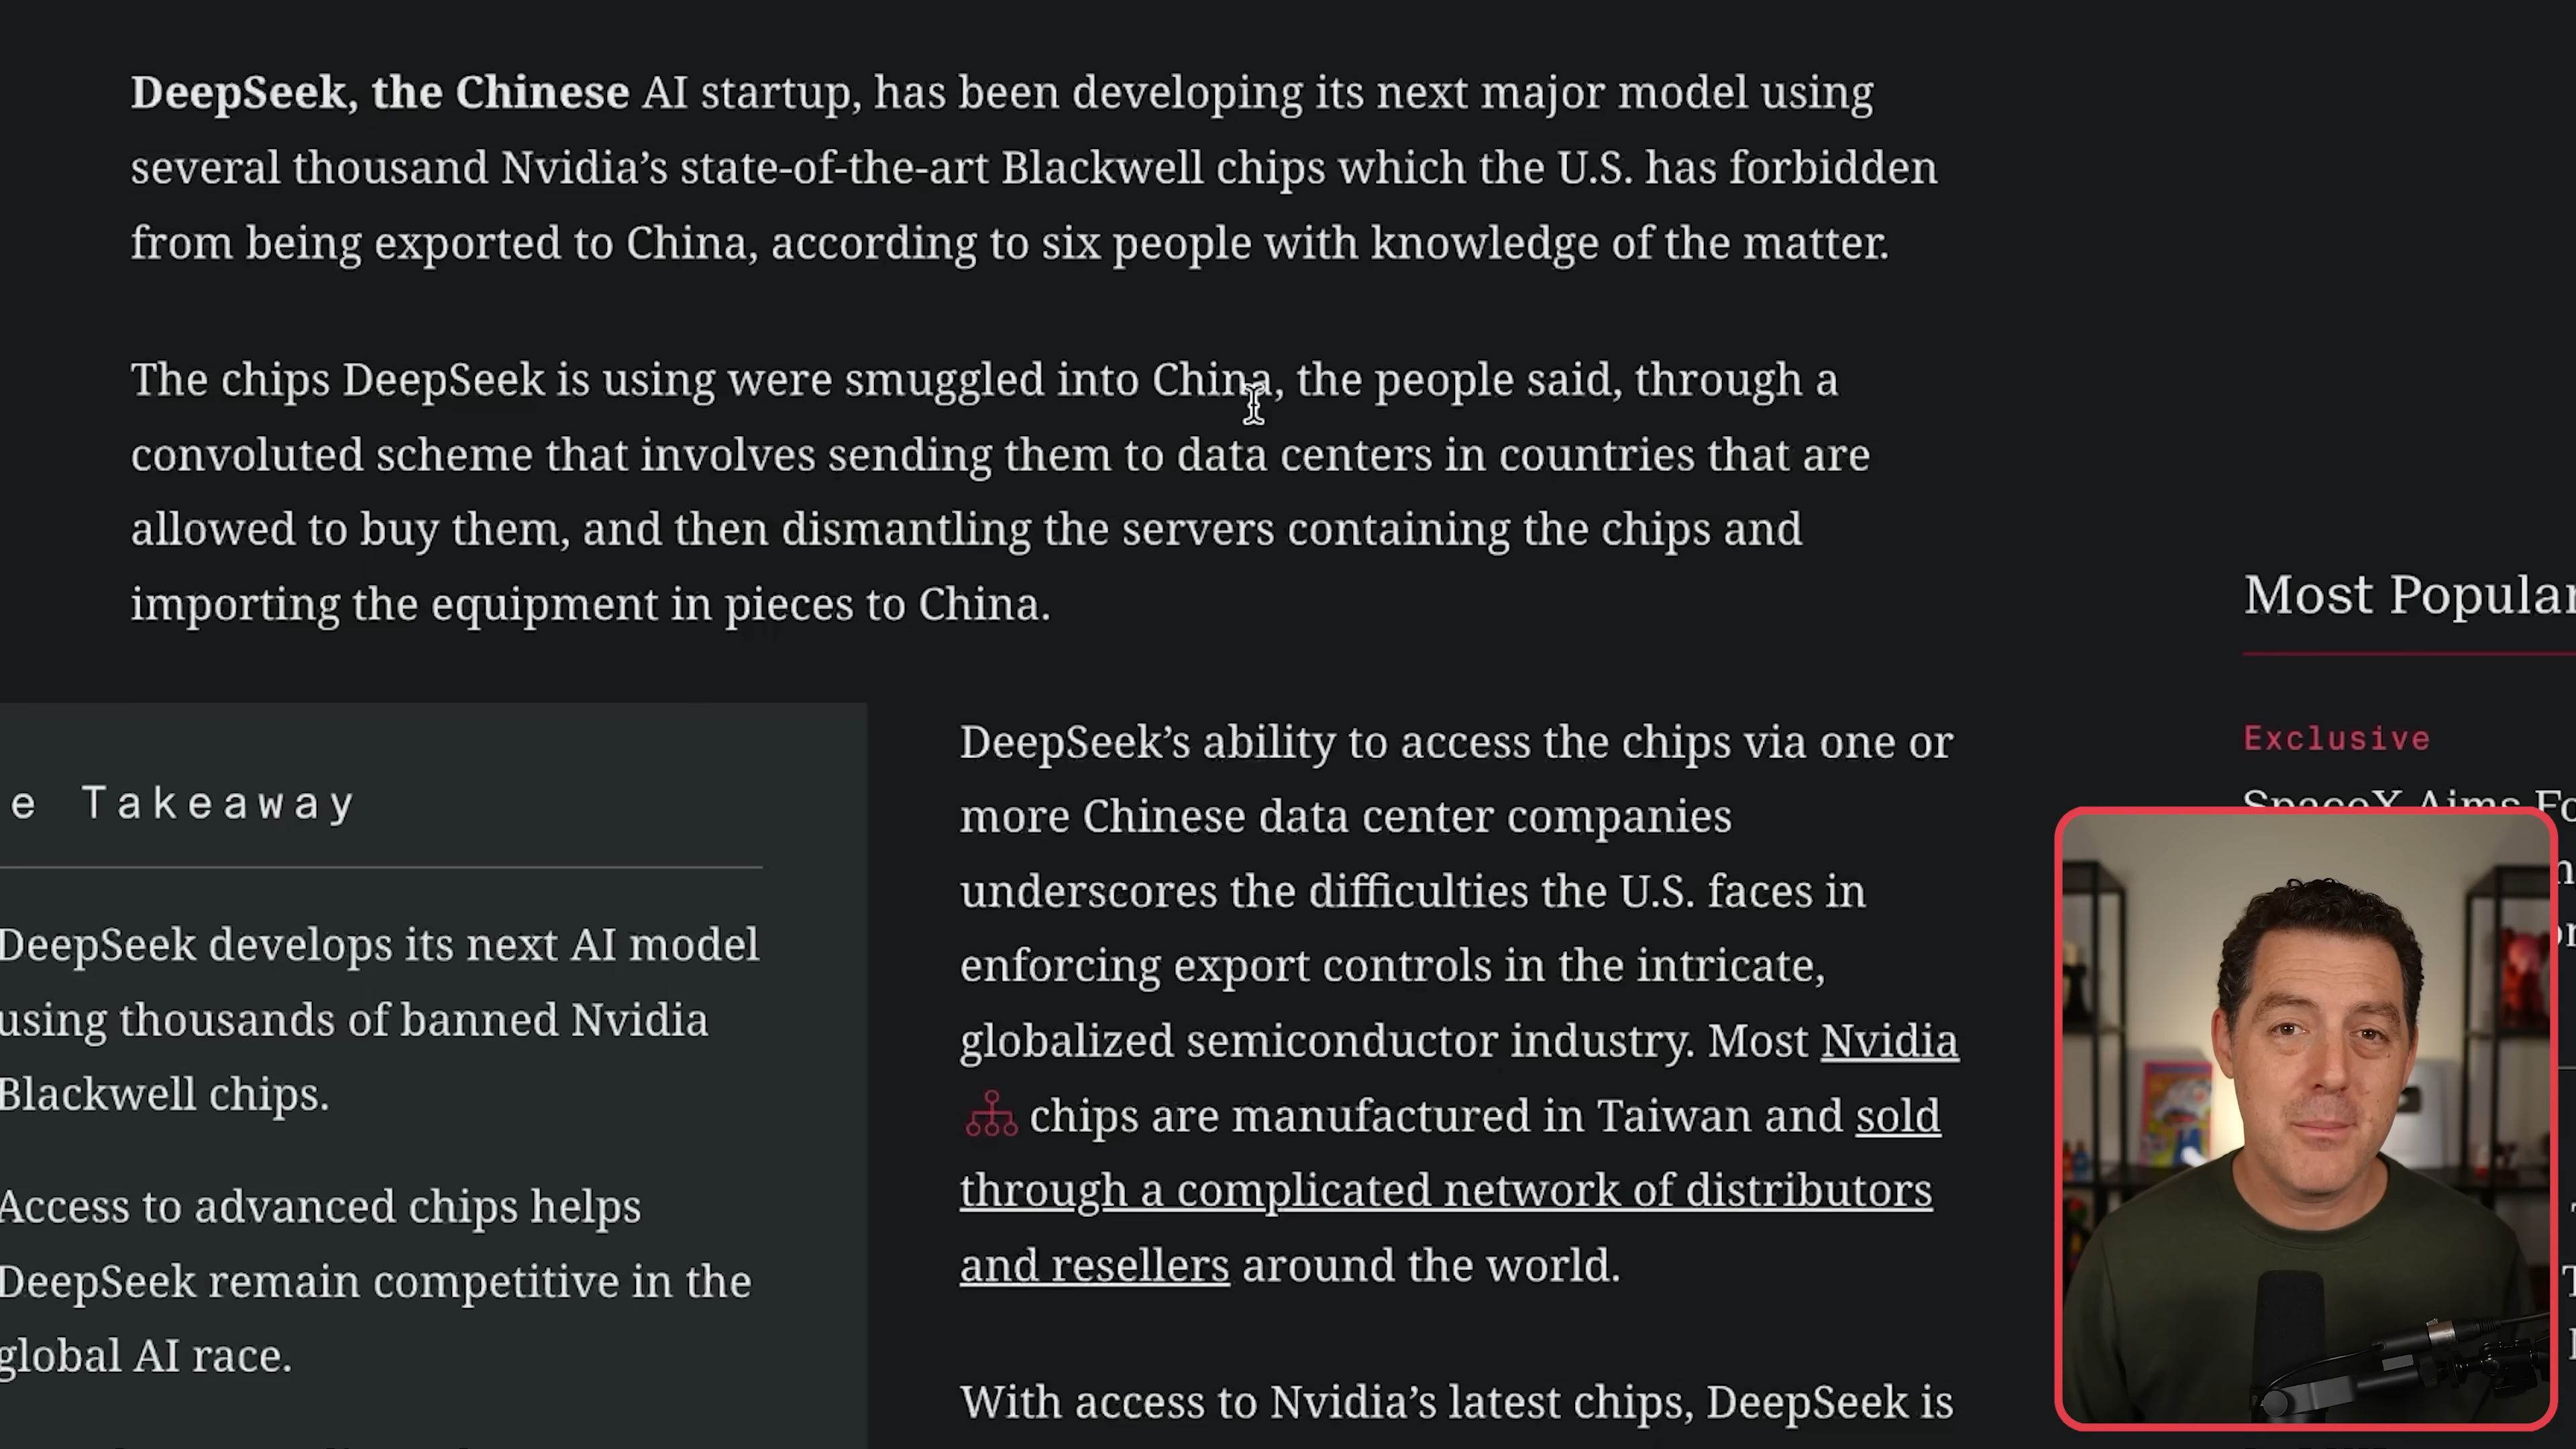 DeepSeek, the Chinese AI startup, has been developing its next major model using
several thousand Nvidia’s state-of-the-art Blackwell chips which the U.S. has forbidden
from being exported to China, according to six people with knowledge of the matter.
The chips DeepSeek is using were smuggled into China, the people said, through a
convoluted scheme that involves sending them to data centers in countries that are
allowed to buy them, and then dismantling the servers containing the chips and
importing the equipment in pieces to China.
e Takeaway
DeepSeek develops its next AI model
using thousands of banned Nvidia
Blackwell chips.
Access to advanced chips helps
DeepSeek remain competitive in the
global AI race.
DeepSeek’s ability to access the chips via one or
more Chinese data center companies
underscores the difficulties the U.S. faces in
enforcing export controls in the intricate,
globalized semiconductor industry. Most Nvidia
chips are manufactured in Taiwan and sold
through a complicated network of distributors
and resellers around the world.
With access to Nvidia’s latest chips, DeepSeek is
Most Popular
Exclusive
SpaceX Aims Fo